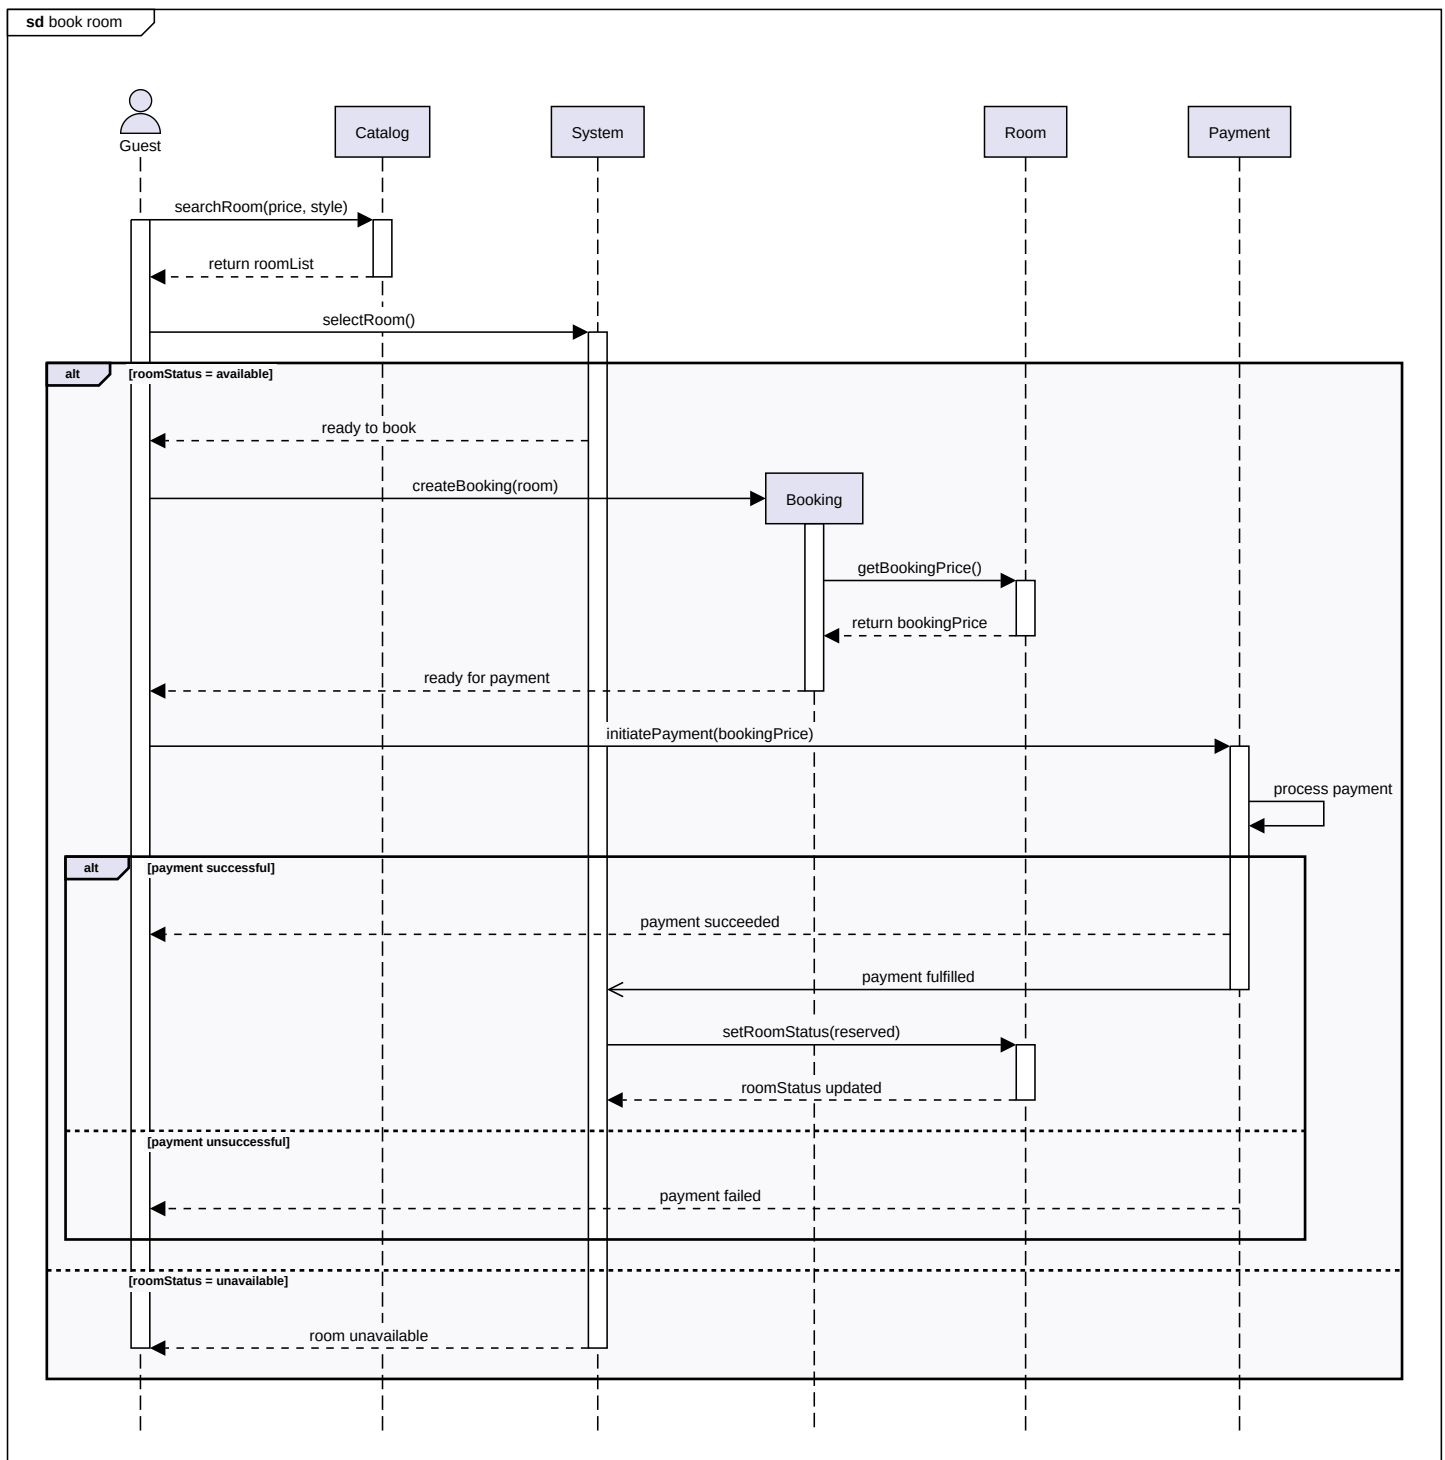 sd book room
Guest
Catalog
System
Room
Payment
searchRoom(price, style)
return roomList
selectRoom()
alt
[roomStatus = available]
ready to book
createBooking(room)
Booking
getBookingPrice()
return bookingPrice
ready for payment
initiatePayment(bookingPrice)
process payment
alt
[payment successful]
payment succeeded
payment fulfilled
setRoomStatus(reserved)
roomStatus updated
[payment unsuccessful]
payment failed
[roomStatus = unavailable]
room unavailable